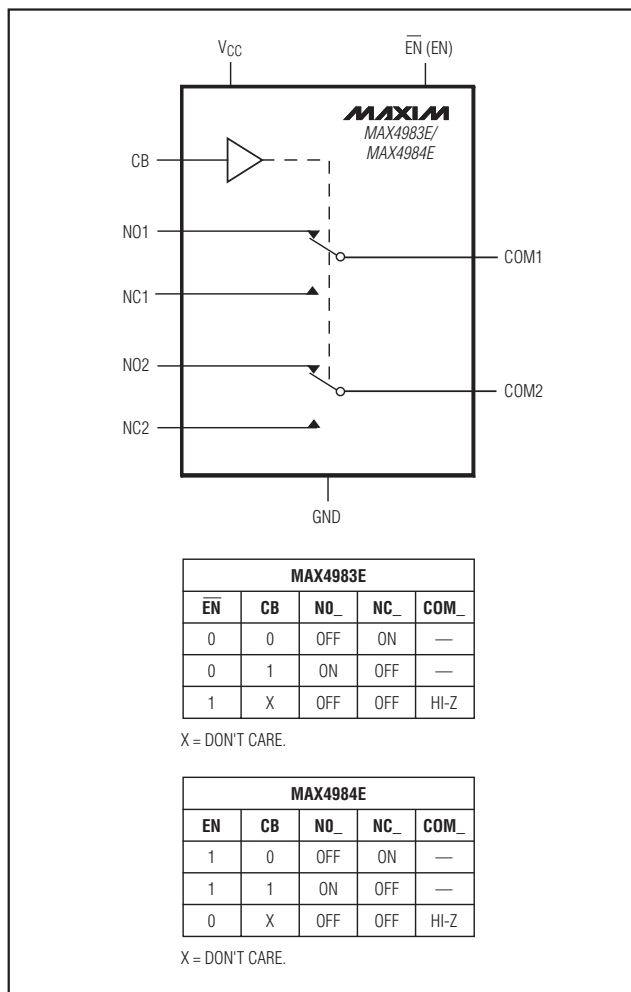 VCC
E̅N̅ (EN)
MAXIM
MAX4983E/
MAX4984E
CB
NO1
COM1
NC1
NO2
COM2
NC2
GND
MAX4983E
E̅N̅ CB NO_ NC_ COM_
0 0 OFF ON —
0 1 ON OFF —
1 X OFF OFF HI-Z
X = DON'T CARE.
MAX4984E
EN CB NO_ NC_ COM_
1 0 OFF ON —
1 1 ON OFF —
0 X OFF OFF HI-Z
X = DON'T CARE.